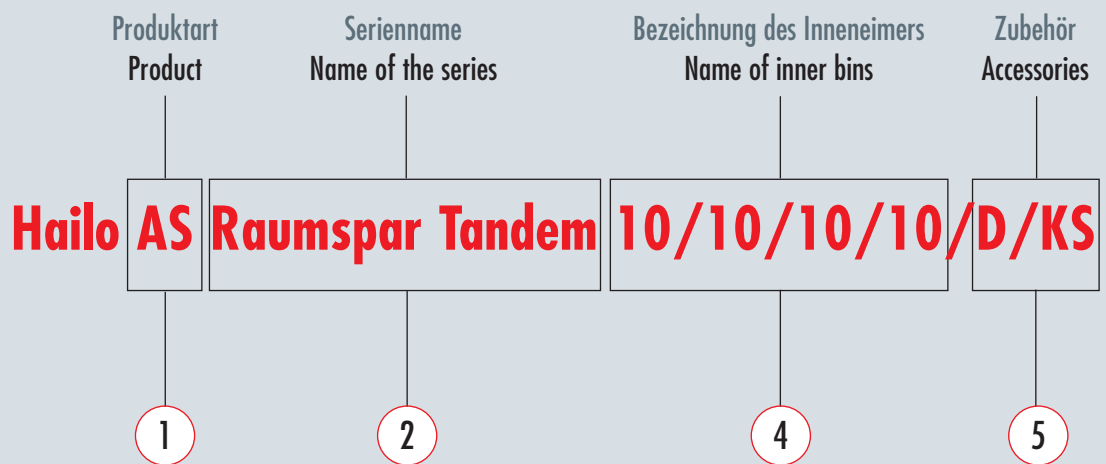 Produktart Serienname Bezeichnung des Inneneimers Zubehör
Product Name of the series Name of inner bins Accessories
Hailo AS Raumspar Tandem 10/10/10/10/D/KS
1 2 4 5